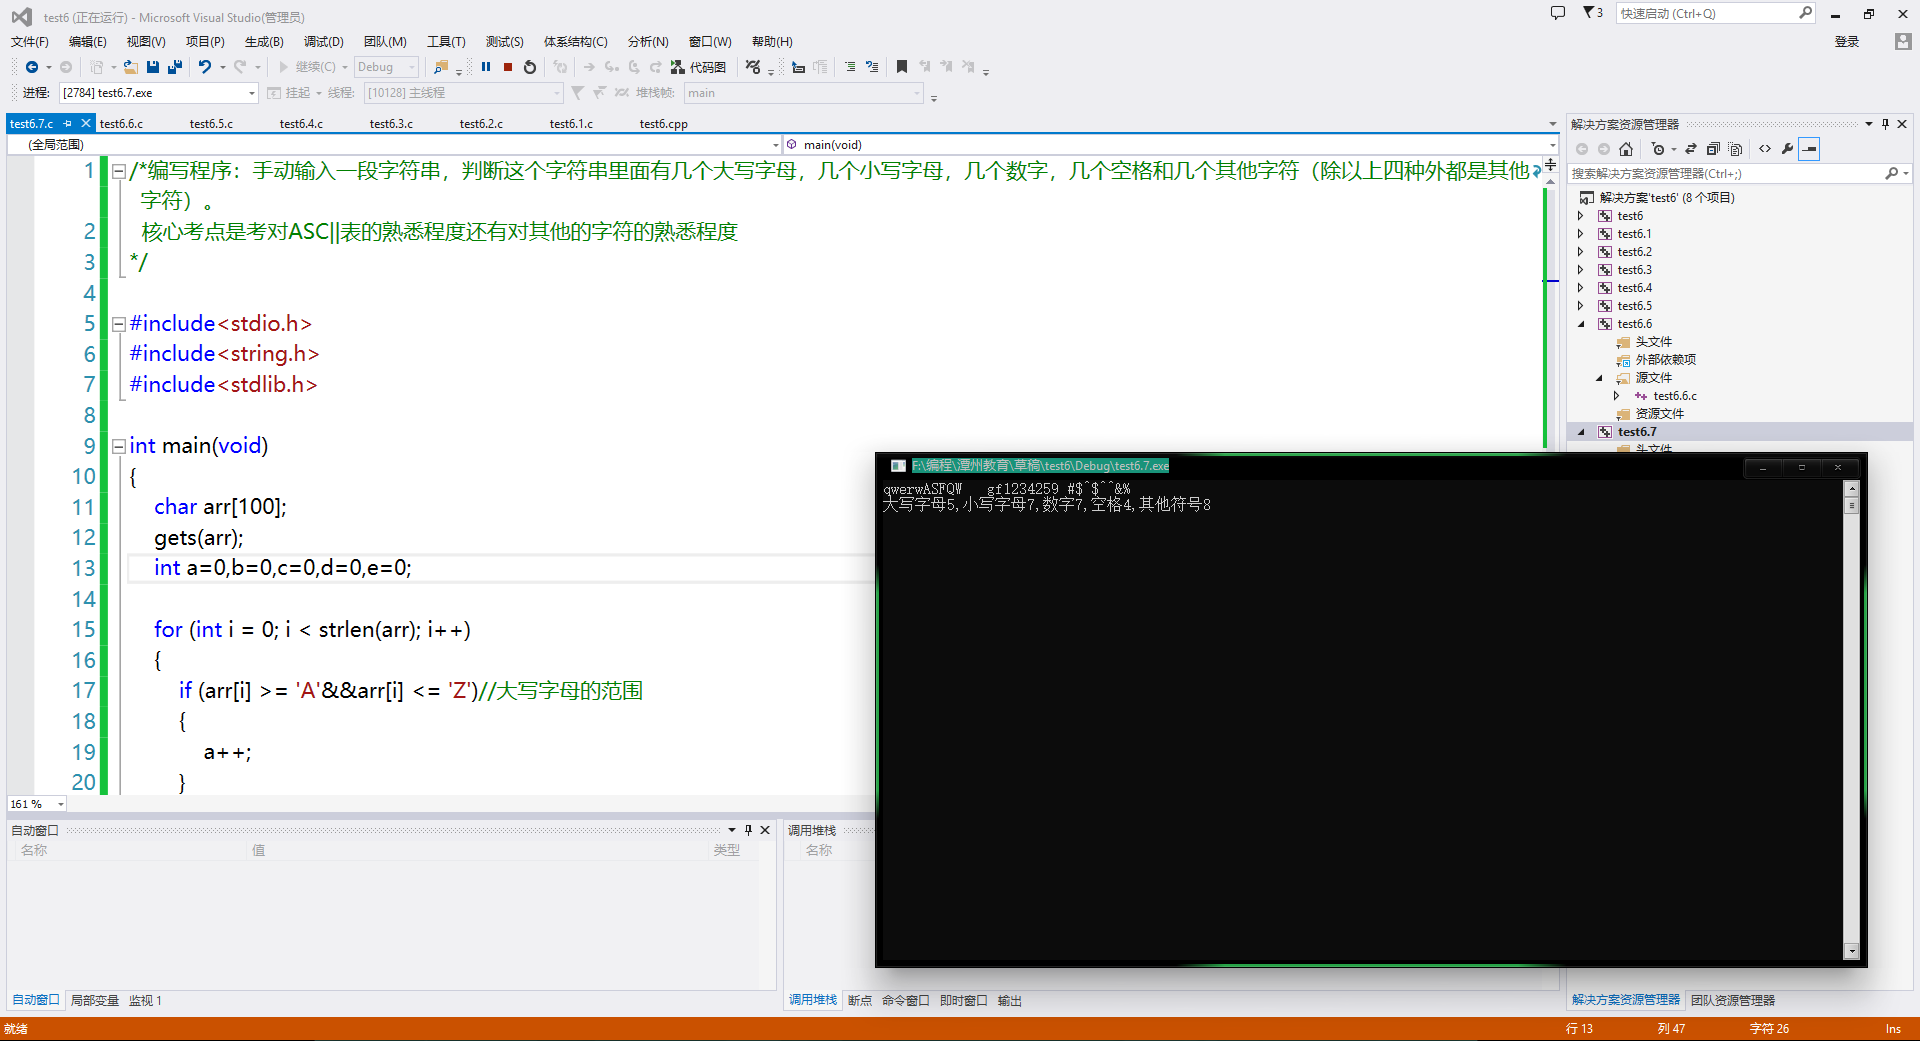 test6 (正在运行) - Microsoft Visual Studio(管理员)
3
快速启动 (Ctrl+Q)
文件(F) 编辑(E) 视图(V) 项目(P) 生成(B) 调试(D) 团队(M) 工具(T) 测试(S) 体系结构(C) 分析(N) 窗口(W) 帮助(H)
登录
继续(C) Debug 代码图
进程: [2784] test6.7.exe 挂起 线程: [10128] 主线程 堆栈帧: main
test6.7.c test6.6.c test6.5.c test6.4.c test6.3.c test6.2.c test6.1.c test6.cpp
(全局范围) main(void)
1 /*编写程序：手动输入一段字符串，判断这个字符串里面有几个大写字母，几个小写字母，几个数字，几个空格和几个其他字符（除以上四种外都是其他
字符）。
2 核心考点是考对ASC||表的熟悉程度还有对其他的字符的熟悉程度
3 */
4
5 #include<stdio.h>
6 #include<string.h>
7 #include<stdlib.h>
8
9 int main(void)
10 {
11 char arr[100];
12 gets(arr);
13 int a=0,b=0,c=0,d=0,e=0;
14
15 for (int i = 0; i < strlen(arr); i++)
16 {
17 if (arr[i] >= 'A'&&arr[i] <= 'Z')//大写字母的范围
18 {
19 a++;
20 }
161 %
解决方案资源管理器
搜索解决方案资源管理器(Ctrl+;)
解决方案'test6' (8 个项目)
test6
test6.1
test6.2
test6.3
test6.4
test6.5
test6.6
头文件
外部依赖项
源文件
test6.6.c
资源文件
test6.7
头文件
F:\编程\潭州教育\草稿\test6\Debug\test6.7.exe
qwerwASFQW   gf1234259 #$^$^^&%
大写字母5,小写字母7,数字7,空格4,其他符号8
自动窗口
名称 值 类型
调用堆栈
名称
自动窗口 局部变量 监视 1
调用堆栈 断点 命令窗口 即时窗口 输出
解决方案资源管理器 团队资源管理器
就绪 行 13 列 47 字符 26 Ins